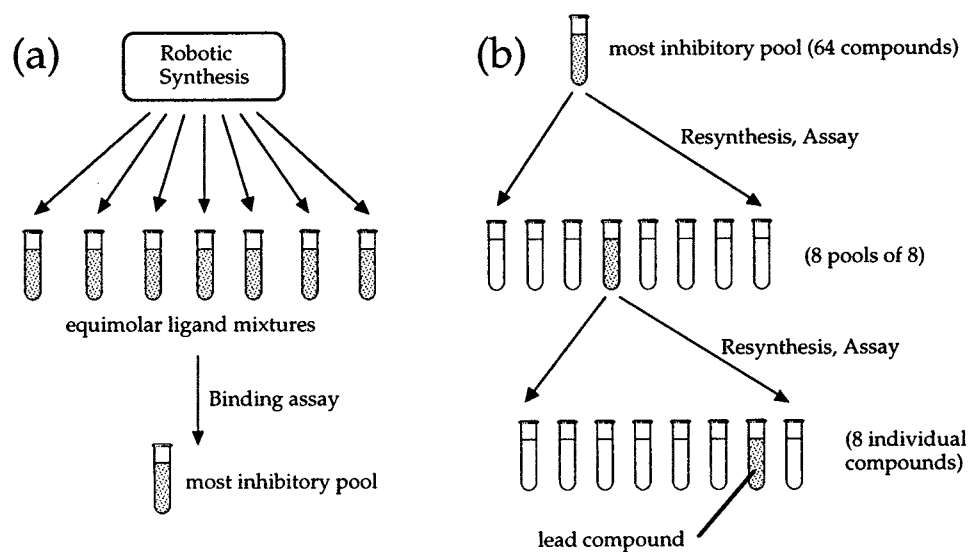 (a)
Robotic
Synthesis
equimolar ligand mixtures
Binding assay
most inhibitory pool
(b)
most inhibitory pool (64 compounds)
Resynthesis, Assay
(8 pools of 8)
Resynthesis, Assay
(8 individual
compounds)
lead compound